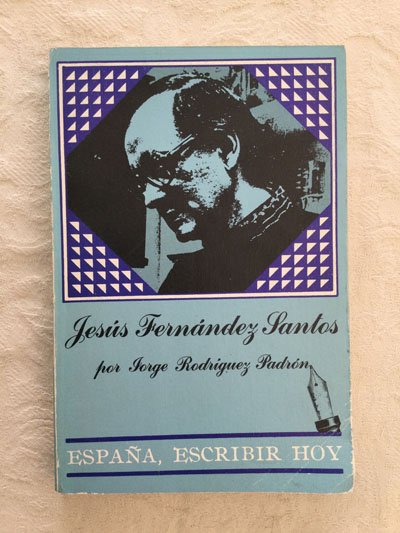 Jesús Fernández Santos
por Jorge Rodríguez Padrón
ESPAÑA, ESCRIBIR HOY